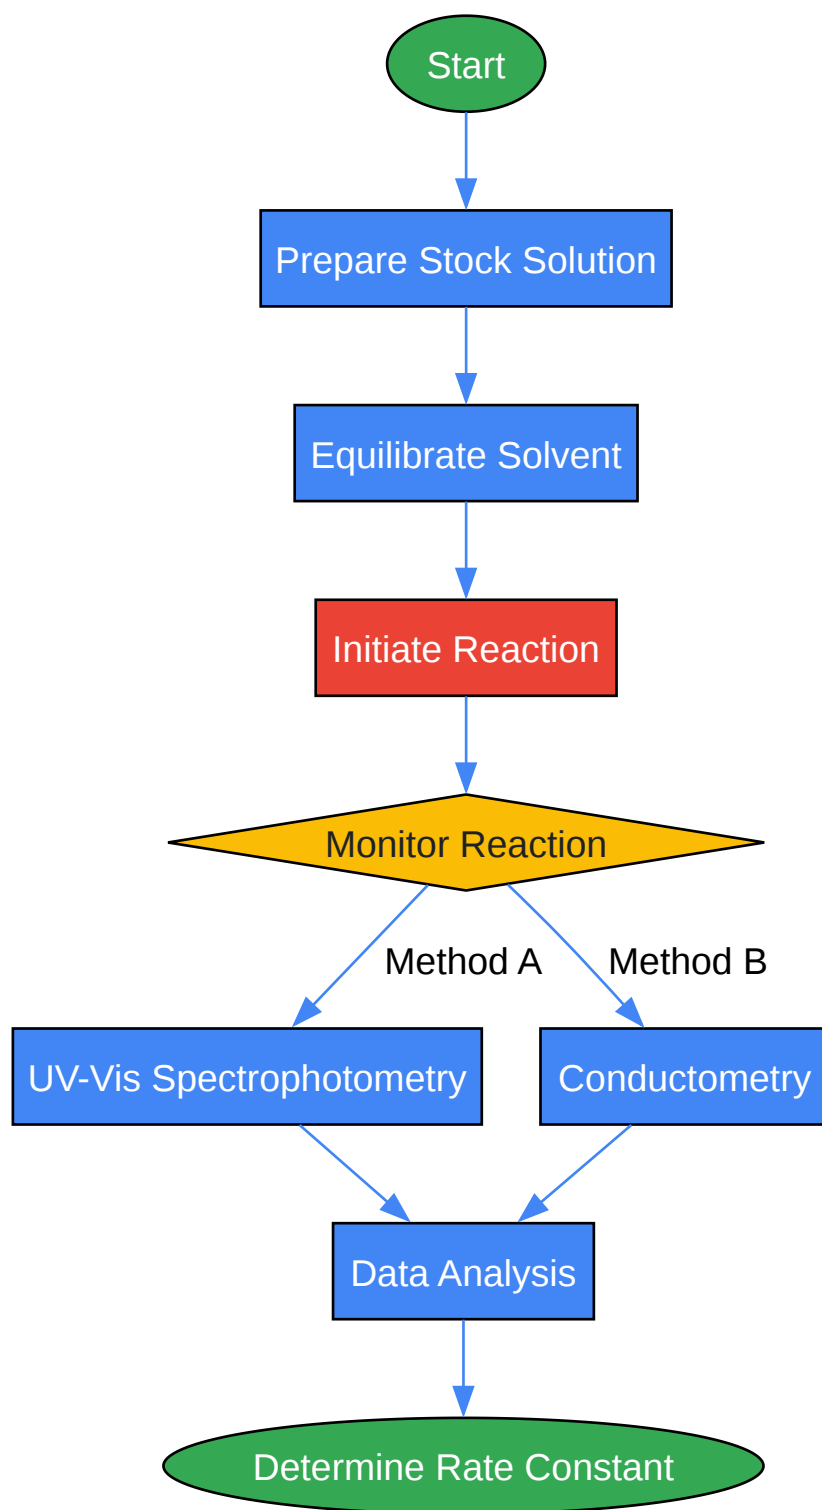 Start
Prepare Stock Solution
Equilibrate Solvent
Initiate Reaction
Monitor Reaction
Method A
Method B
UV-Vis Spectrophotometry
Conductometry
Data Analysis
Determine Rate Constant